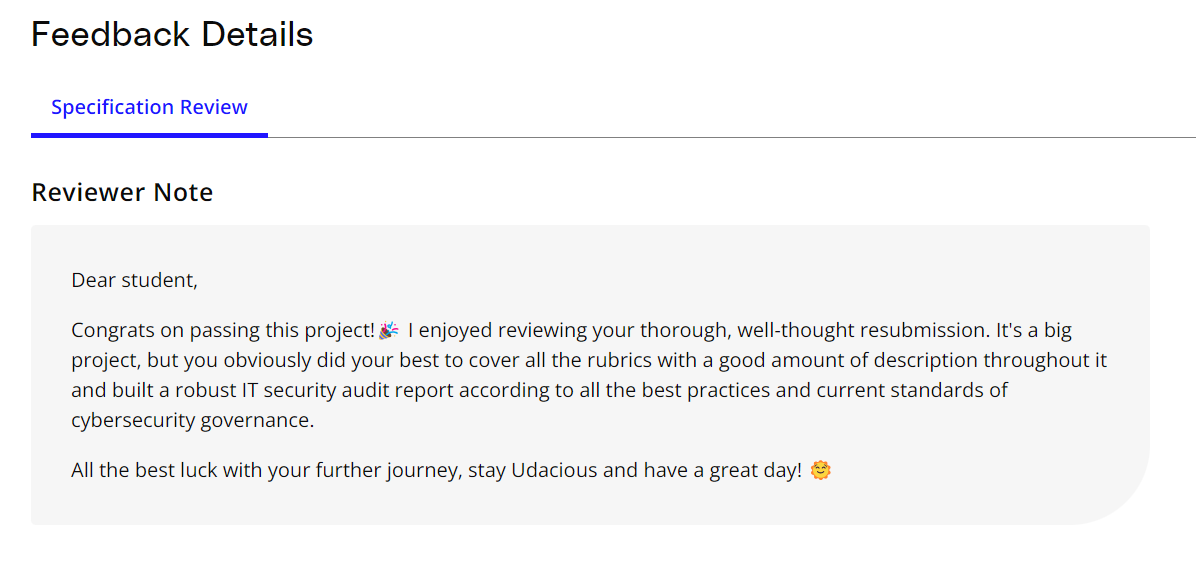 Feedback Details
Specification Review
Reviewer Note
Dear student,
Congrats on passing this project!🎉 I enjoyed reviewing your thorough, well-thought resubmission. It's a big
project, but you obviously did your best to cover all the rubrics with a good amount of description throughout it
and built a robust IT security audit report according to all the best practices and current standards of
cybersecurity governance.
All the best luck with your further journey, stay Udacious and have a great day! 🌞